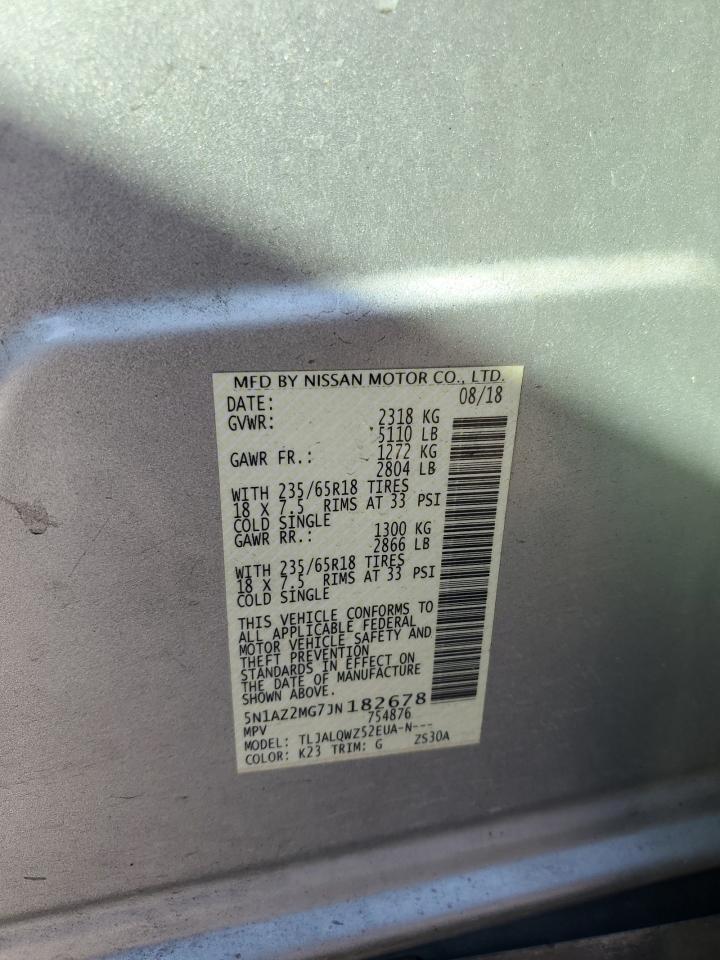 MFD BY NISSAN MOTOR CO., LTD.
DATE: 08/18
GVWR: 2318 KG
5110 LB
GAWR FR.: 1272 KG
2804 LB
WITH 235/65R18 TIRES
18 X 7.5 RIMS AT 33 PSI
COLD SINGLE
GAWR RR.: 1300 KG
2866 LB
WITH 235/65R18 TIRES
18 X 7.5 RIMS AT 33 PSI
COLD SINGLE
THIS VEHICLE CONFORMS TO
ALL APPLICABLE FEDERAL
MOTOR VEHICLE SAFETY AND
THEFT PREVENTION
STANDARDS IN EFFECT ON
THE DATE OF MANUFACTURE
SHOWN ABOVE.
5N1AZ2MG7JN182678
MPV 754876
MODEL: TLJALQWZ52EUA-N---
COLOR: K23 TRIM: G ZS30A